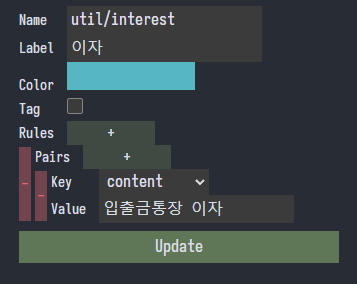 Name util/interest
Label 이자
Color
Tag
Rules +
Pairs +
- - Key content
Value 입출금통장 이자
Update